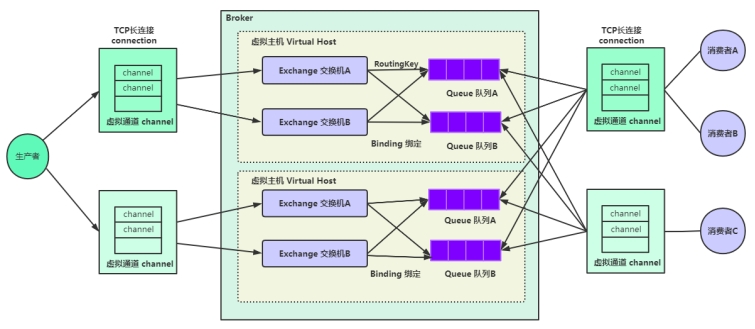 Broker
TCP长连接
connection
channel
channel
虚拟通道 channel
生产者
channel
channel
虚拟通道 channel
虚拟主机 Virtual Host
Exchange 交换机A
RoutingKey
Queue 队列A
Exchange 交换机B
Binding 绑定
Queue 队列B
虚拟主机 Virtual Host
Exchange 交换机A
Queue 队列A
Exchange 交换机B
Binding 绑定
Queue 队列B
TCP长连接
connection
channel
channel
虚拟通道 channel
channel
channel
虚拟通道 channel
消费者A
消费者B
消费者C